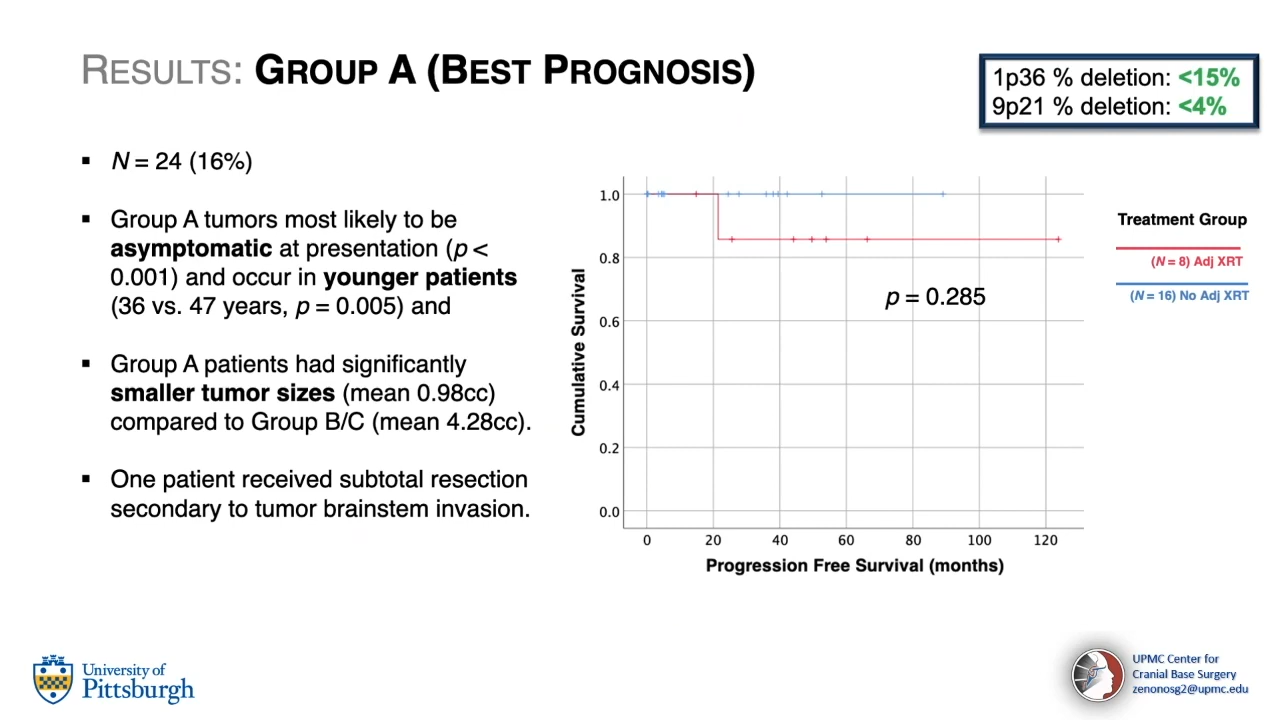 RESULTS: GROUP A (BEST PROGNOSIS)
1p36 % deletion: <15%
9p21 % deletion: <4%
▪ N = 24 (16%)
▪ Group A tumors most likely to be
asymptomatic at presentation (p <
0.001) and occur in younger patients
(36 vs. 47 years, p = 0.005) and
▪ Group A patients had significantly
smaller tumor sizes (mean 0.98cc)
compared to Group B/C (mean 4.28cc).
▪ One patient received subtotal resection
secondary to tumor brainstem invasion.
Cumulative Survival
1.0
0.8
0.6
0.4
0.2
0.0
p = 0.285
0 20 40 60 80 100 120
Progression Free Survival (months)
Treatment Group
(N = 8) Adj XRT
(N = 16) No Adj XRT
University of
Pittsburgh
UPMC Center for
Cranial Base Surgery
zenonosg2@upmc.edu